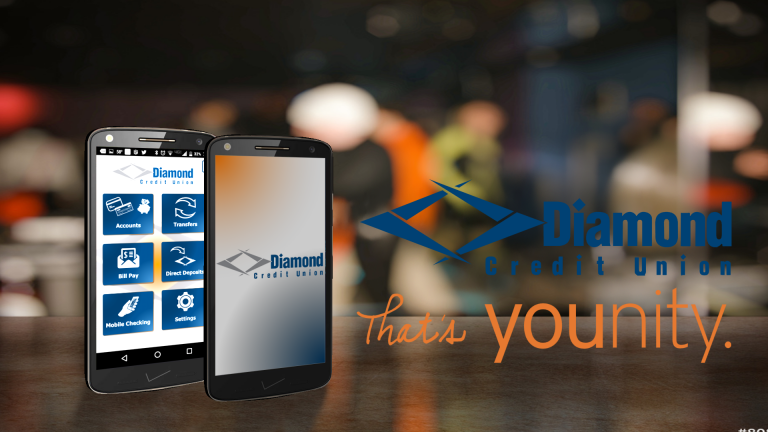 Diamond
Credit Union
Accounts
Transfers
Bill Pay
Direct Deposits
Mobile Checking
Settings
Diamond
Credit Union
Diamond
Credit Union
That's younity.